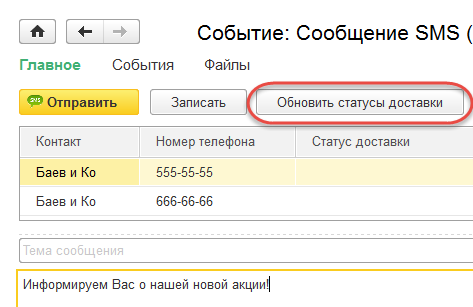 Событие: Сообщение SMS (
Главное События Файлы
SMS Отправить Записать Обновить статусы доставки
Контакт Номер телефона Статус доставки
Баев и Ко 555-55-55
Баев и Ко 666-66-66
Тема сообщения
Информируем Вас о нашей новой акции!